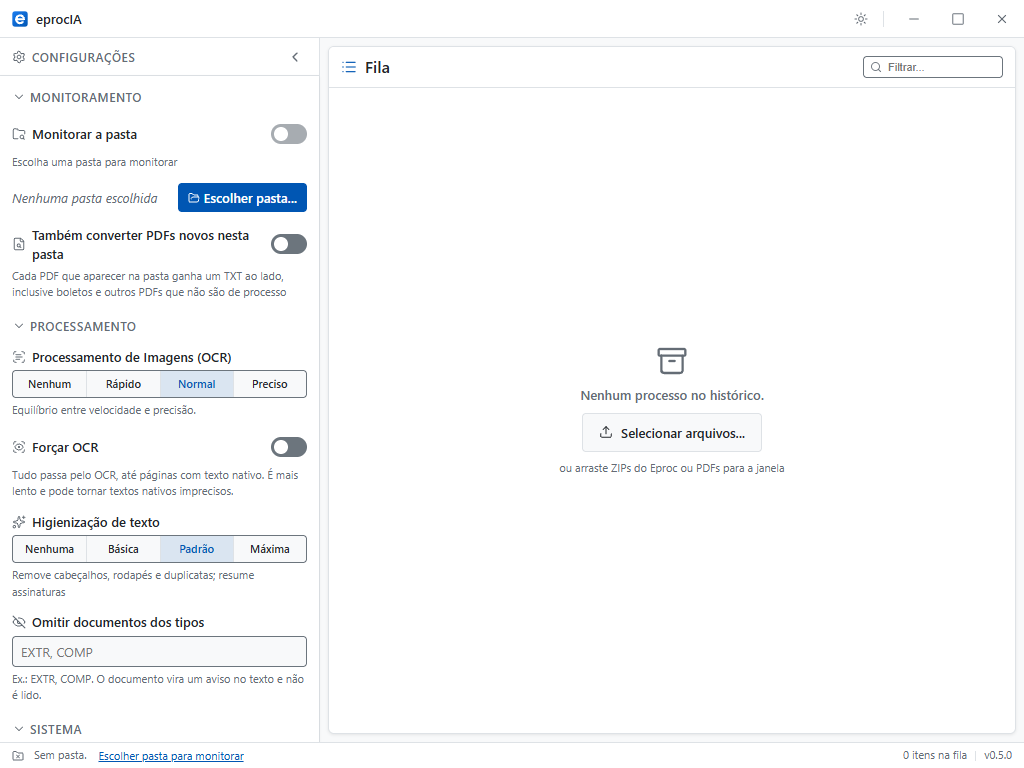 e eprocIA
CONFIGURAÇÕES
MONITORAMENTO
Monitorar a pasta
Escolha uma pasta para monitorar
Nenhuma pasta escolhida
Escolher pasta...
Também converter PDFs novos nesta
pasta
Cada PDF que aparecer na pasta ganha um TXT ao lado,
inclusive boletos e outros PDFs que não são de processo
PROCESSAMENTO
Processamento de Imagens (OCR)
Nenhum Rápido Normal Preciso
Equilíbrio entre velocidade e precisão.
Forçar OCR
Tudo passa pelo OCR, até páginas com texto nativo. É mais
lento e pode tornar textos nativos imprecisos.
Higienização de texto
Nenhuma Básica Padrão Máxima
Remove cabeçalhos, rodapés e duplicatas; resume
assinaturas
Omitir documentos dos tipos
EXTR, COMP
Ex.: EXTR, COMP. O documento vira um aviso no texto e não
é lido.
SISTEMA
Fila
Filtrar...
Nenhum processo no histórico.
Selecionar arquivos...
ou arraste ZIPs do Eproc ou PDFs para a janela
Sem pasta. Escolher pasta para monitorar
0 itens na fila
v0.5.0